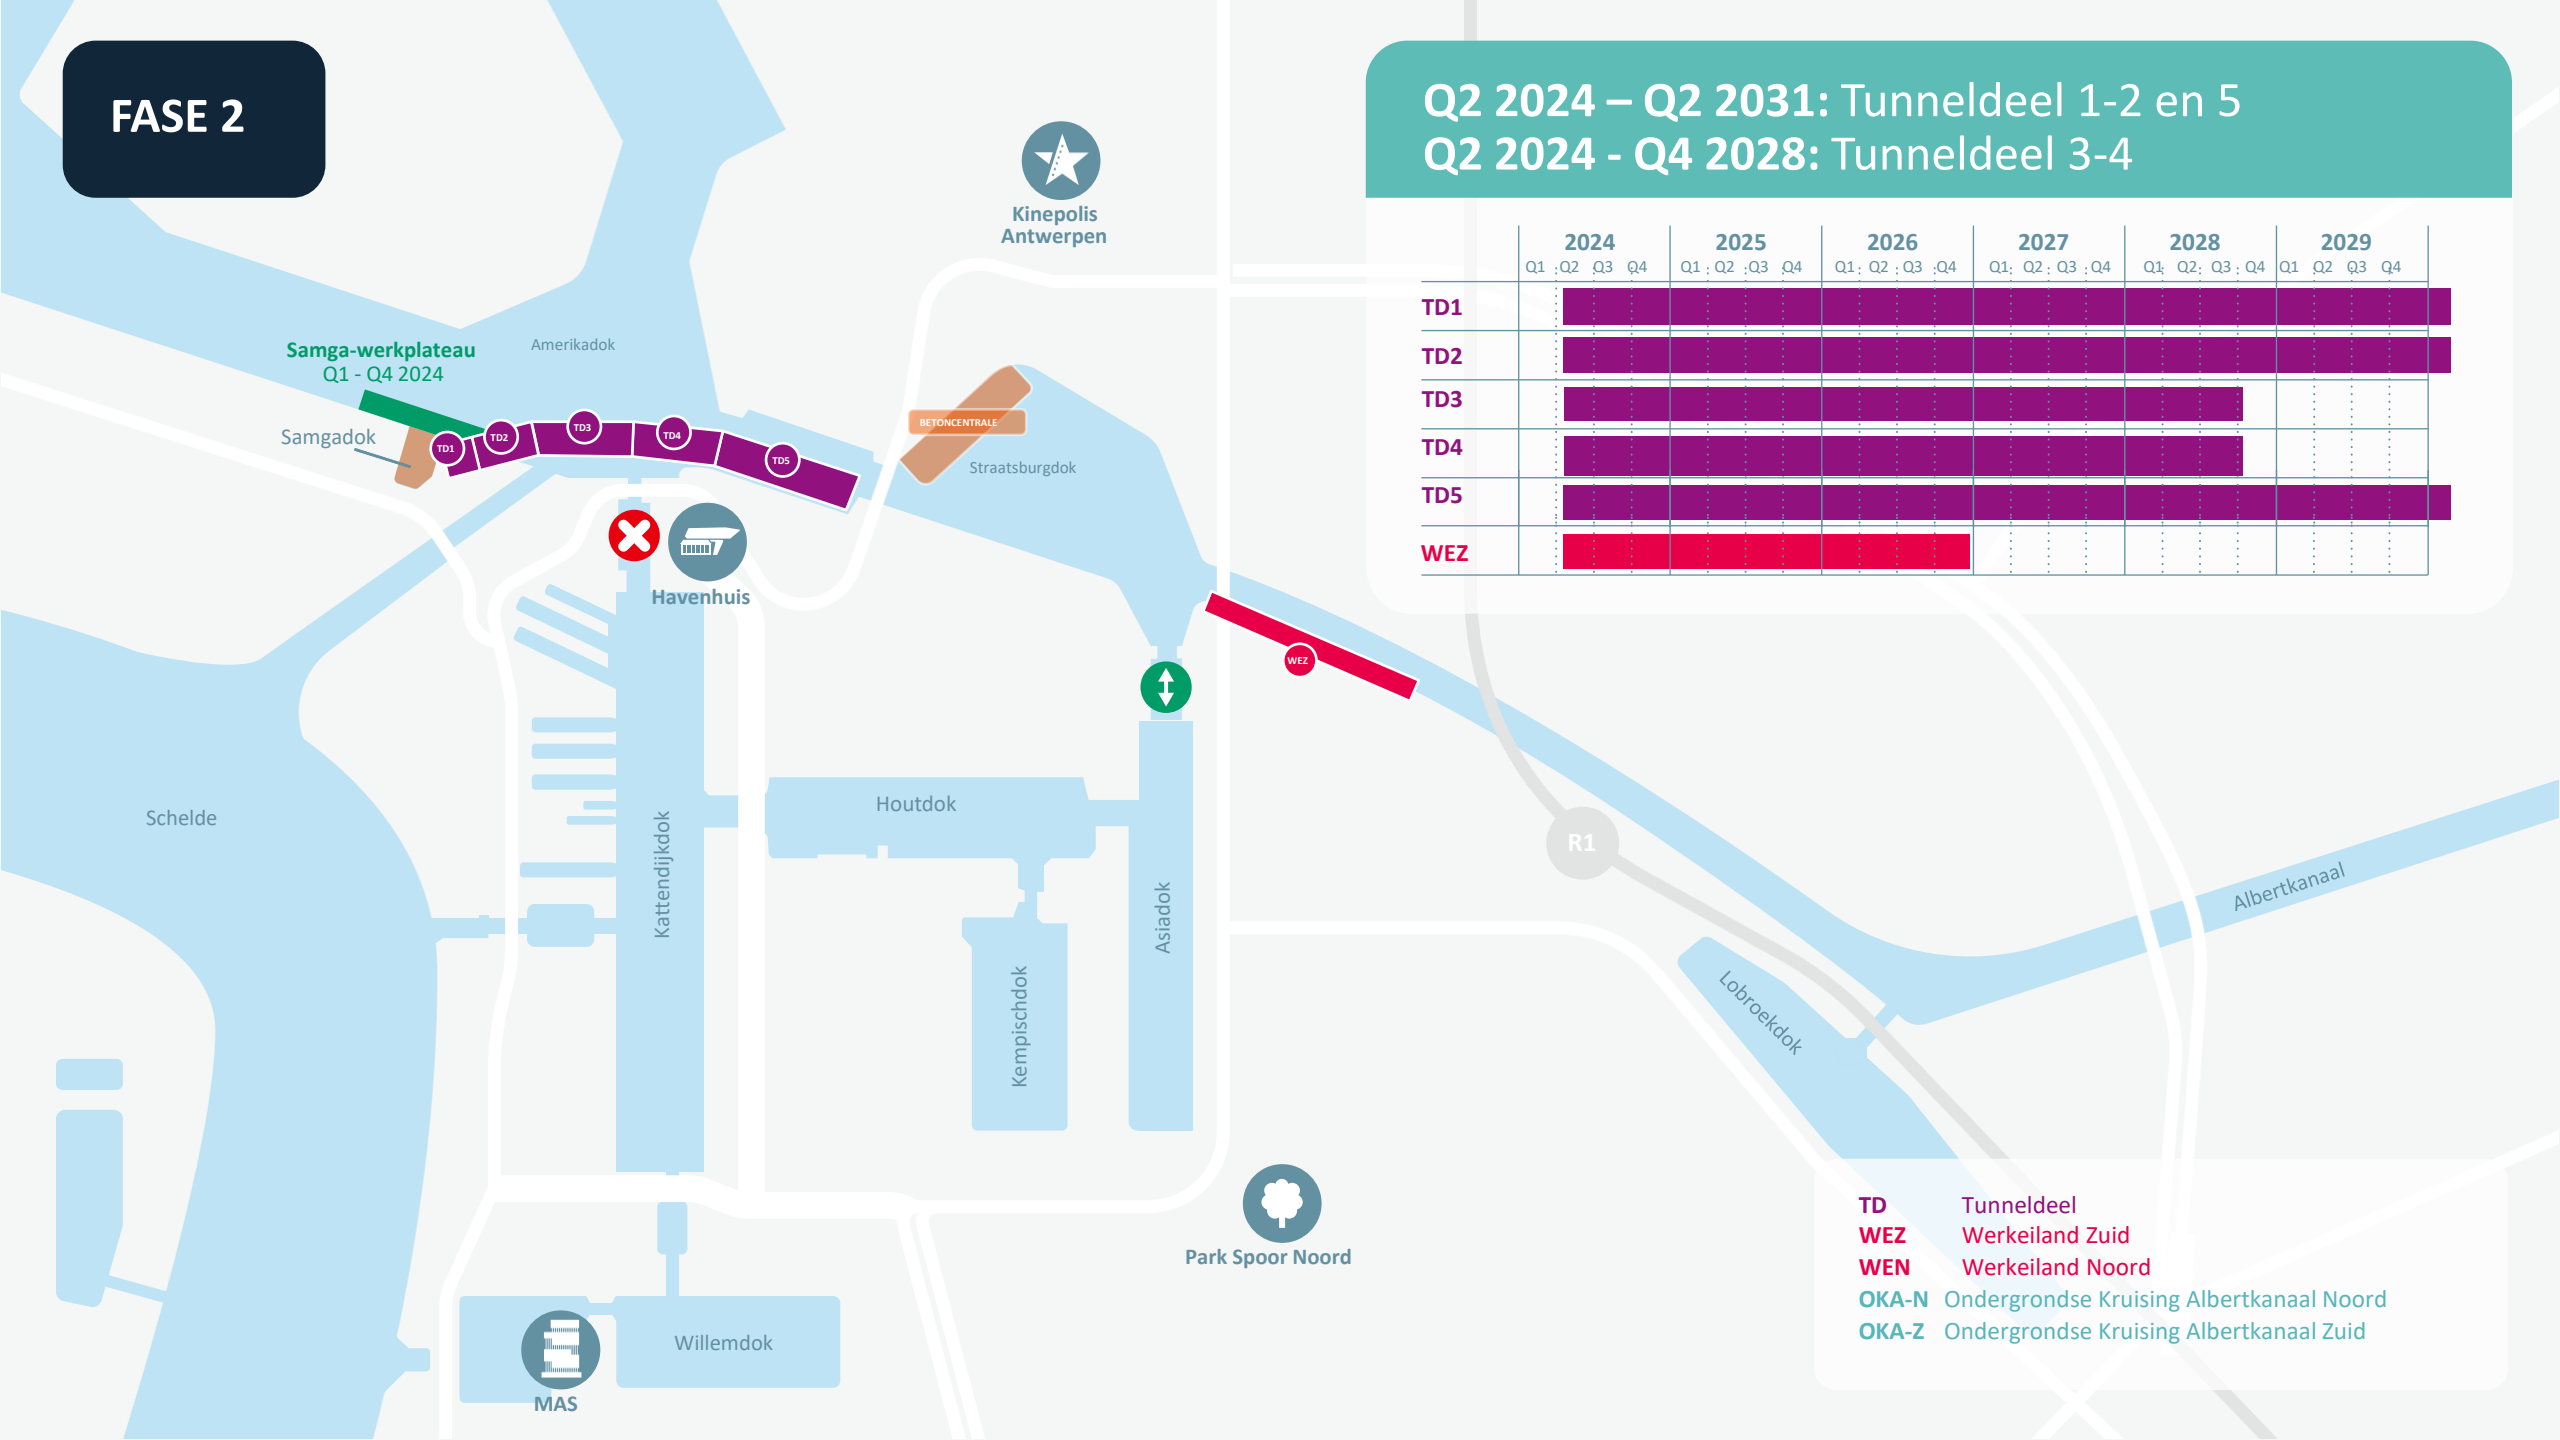 FASE 2
Q2 2024 – Q2 2031: Tunneldeel 1-2 en 5
Q2 2024 - Q4 2028: Tunneldeel 3-4
2024 2025 2026 2027 2028 2029
Q1 Q2 Q3 Q4 Q1 Q2 Q3 Q4 Q1 Q2 Q3 Q4 Q1 Q2 Q3 Q4 Q1 Q2 Q3 Q4 Q1 Q2 Q3 Q4
TD1
TD2
TD3
TD4
TD5
WEZ
Kinepolis
Antwerpen
Samga-werkplateau
Q1 - Q4 2024
Amerikadok
Samgadok
TD1
TD2
TD3
TD4
TD5
BETONCENTRALE
Straatsburgdok
Havenhuis
WEZ
Schelde
Kattendijkdok
Houtdok
Asiadok
Kempischdok
R1
Albertkanaal
Lobroekdok
Park Spoor Noord
Willemdok
MAS
TD Tunneldeel
WEZ Werkeiland Zuid
WEN Werkeiland Noord
OKA-N Ondergrondse Kruising Albertkanaal Noord
OKA-Z Ondergrondse Kruising Albertkanaal Zuid